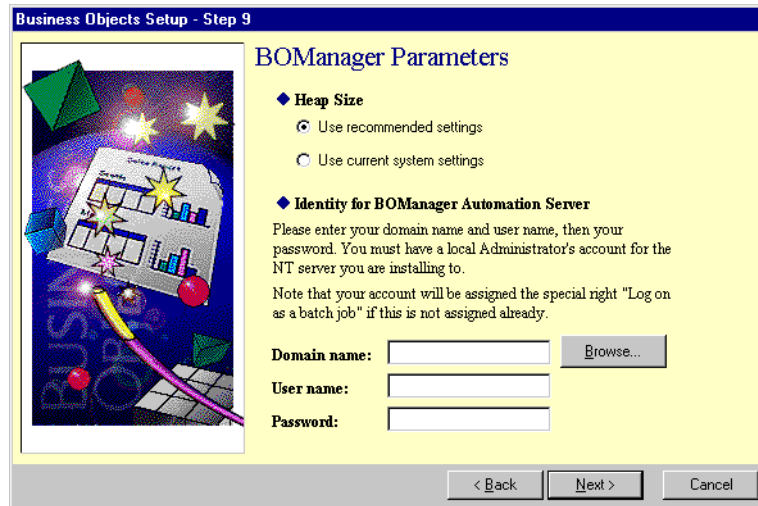 Business Objects Setup - Step 9
BOManager Parameters
Heap Size
Use recommended settings
Use current system settings
Identity for BOManager Automation Server
Please enter your domain name and user name, then your
password. You must have a local Administrator's account for the
NT server you are installing to.
Note that your account will be assigned the special right "Log on
as a batch job" if this is not assigned already.
Domain name:
Browse...
User name:
Password:
< Back
Next >
Cancel
BUSIN